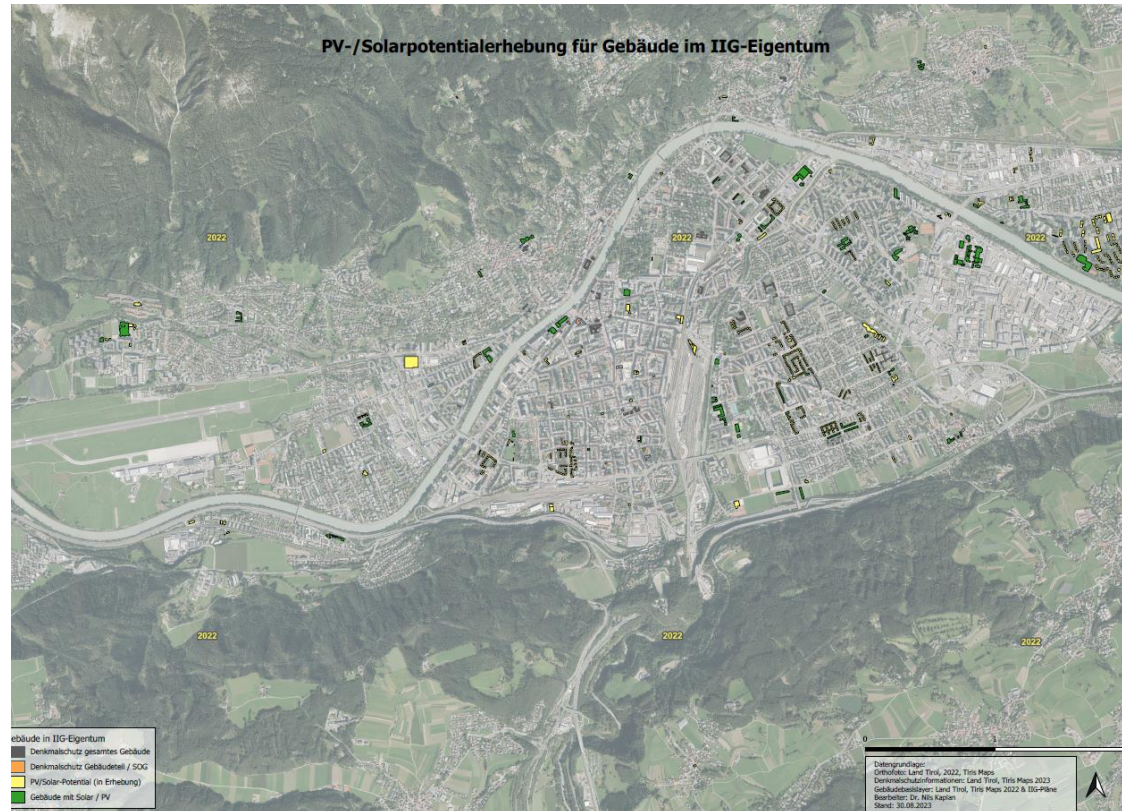 PV-/Solarpotentialerhebung für Gebäude im IIG-Eigentum
2022
2022
2022
2022
2022
2022
ebäude in IIG-Eigentum
Denkmalschutz gesamtes Gebäude
Denkmalschutz Gebäudeteil / SOG
PV/Solar-Potential (in Erhebung)
Gebäude mit Solar / PV
0 1
Datengrundlage:
Orthofoto: Land Tirol, 2022, Tiris Maps
Denkmalschutzinformationen: Land Tirol, Tiris Maps 2023
Gebäudebasislayer: Land Tirol, Tiris Maps 2022 & IIG-Pläne
Bearbeiter: Dr. Nils Kaplan
Stand: 30.08.2023